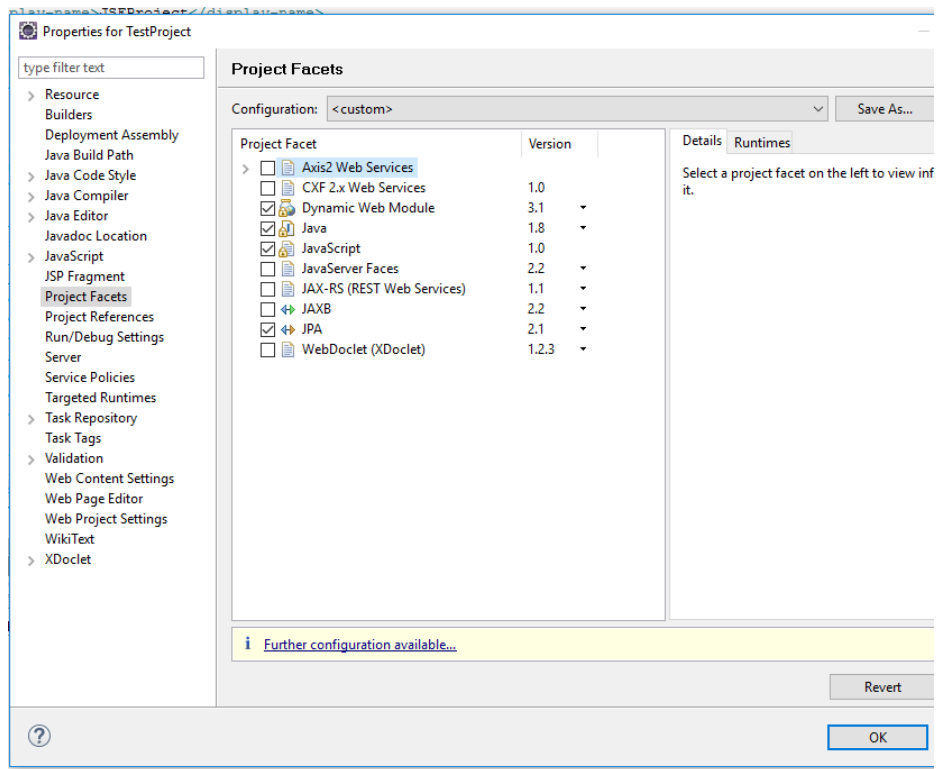 play-name>JSFProject</display-name>
Properties for TestProject
type filter text
Resource
Builders
Deployment Assembly
Java Build Path
Java Code Style
Java Compiler
Java Editor
Javadoc Location
JavaScript
JSP Fragment
Project Facets
Project References
Run/Debug Settings
Server
Service Policies
Targeted Runtimes
Task Repository
Task Tags
Validation
Web Content Settings
Web Page Editor
Web Project Settings
WikiText
XDoclet
Project Facets
Configuration: <custom> Save As...
Project Facet Version
Axis2 Web Services
CXF 2.x Web Services 1.0
Dynamic Web Module 3.1
Java 1.8
JavaScript 1.0
JavaServer Faces 2.2
JAX-RS (REST Web Services) 1.1
JAXB 2.2
JPA 2.1
WebDoclet (XDoclet) 1.2.3
Details Runtimes
Select a project facet on the left to view inf
it.
i Further configuration available...
Revert
? OK